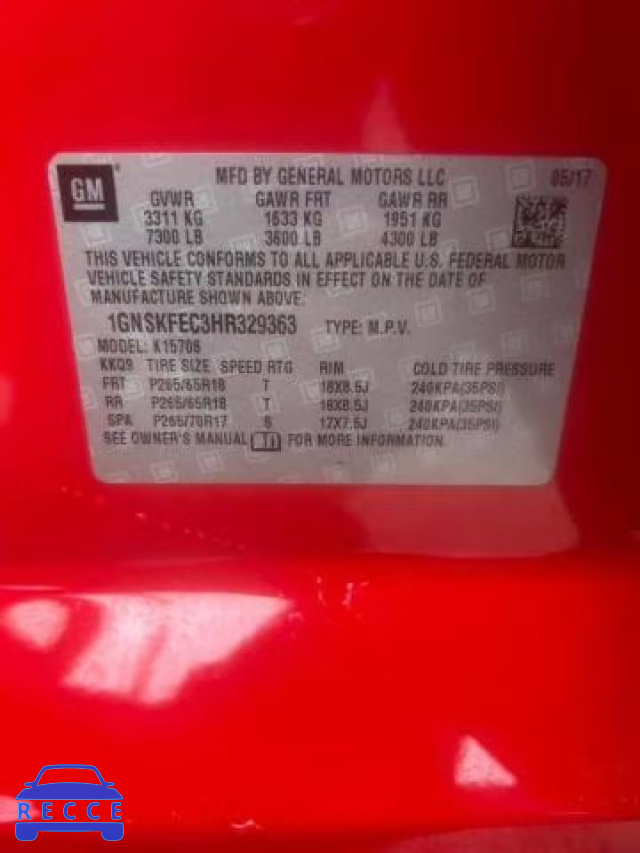 GM
MFD BY GENERAL MOTORS LLC 05/17
GVWR GAWR FRT GAWR RR
3311 KG 1633 KG 1951 KG
7300 LB 3600 LB 4300 LB
THIS VEHICLE CONFORMS TO ALL APPLICABLE U.S. FEDERAL MOTOR
VEHICLE SAFETY STANDARDS IN EFFECT ON THE DATE OF
MANUFACTURE SHOWN ABOVE.
1GNSKFEC3HR329363 TYPE: M.P.V.
MODEL: K15706
KKQ9 TIRE SIZE SPEED RTG RIM COLD TIRE PRESSURE
FRT P265/65R18 T 18X8.5J 240KPA(35PSI)
RR P265/65R18 T 18X8.5J 240KPA(35PSI)
SPA P265/70R17 S 17X7.5J 240KPA(35PSI)
SEE OWNER'S MANUAL FOR MORE INFORMATION.
RECCE